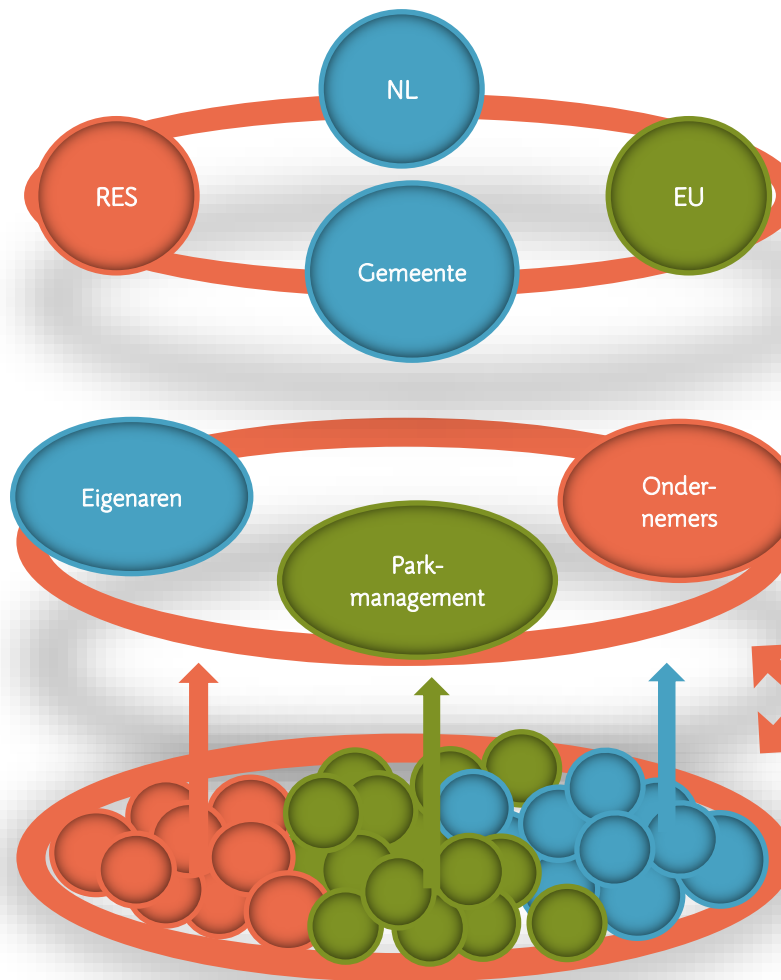 NL
RES
EU
Gemeente
Eigenaren
Onder-
nemers
Park-
management